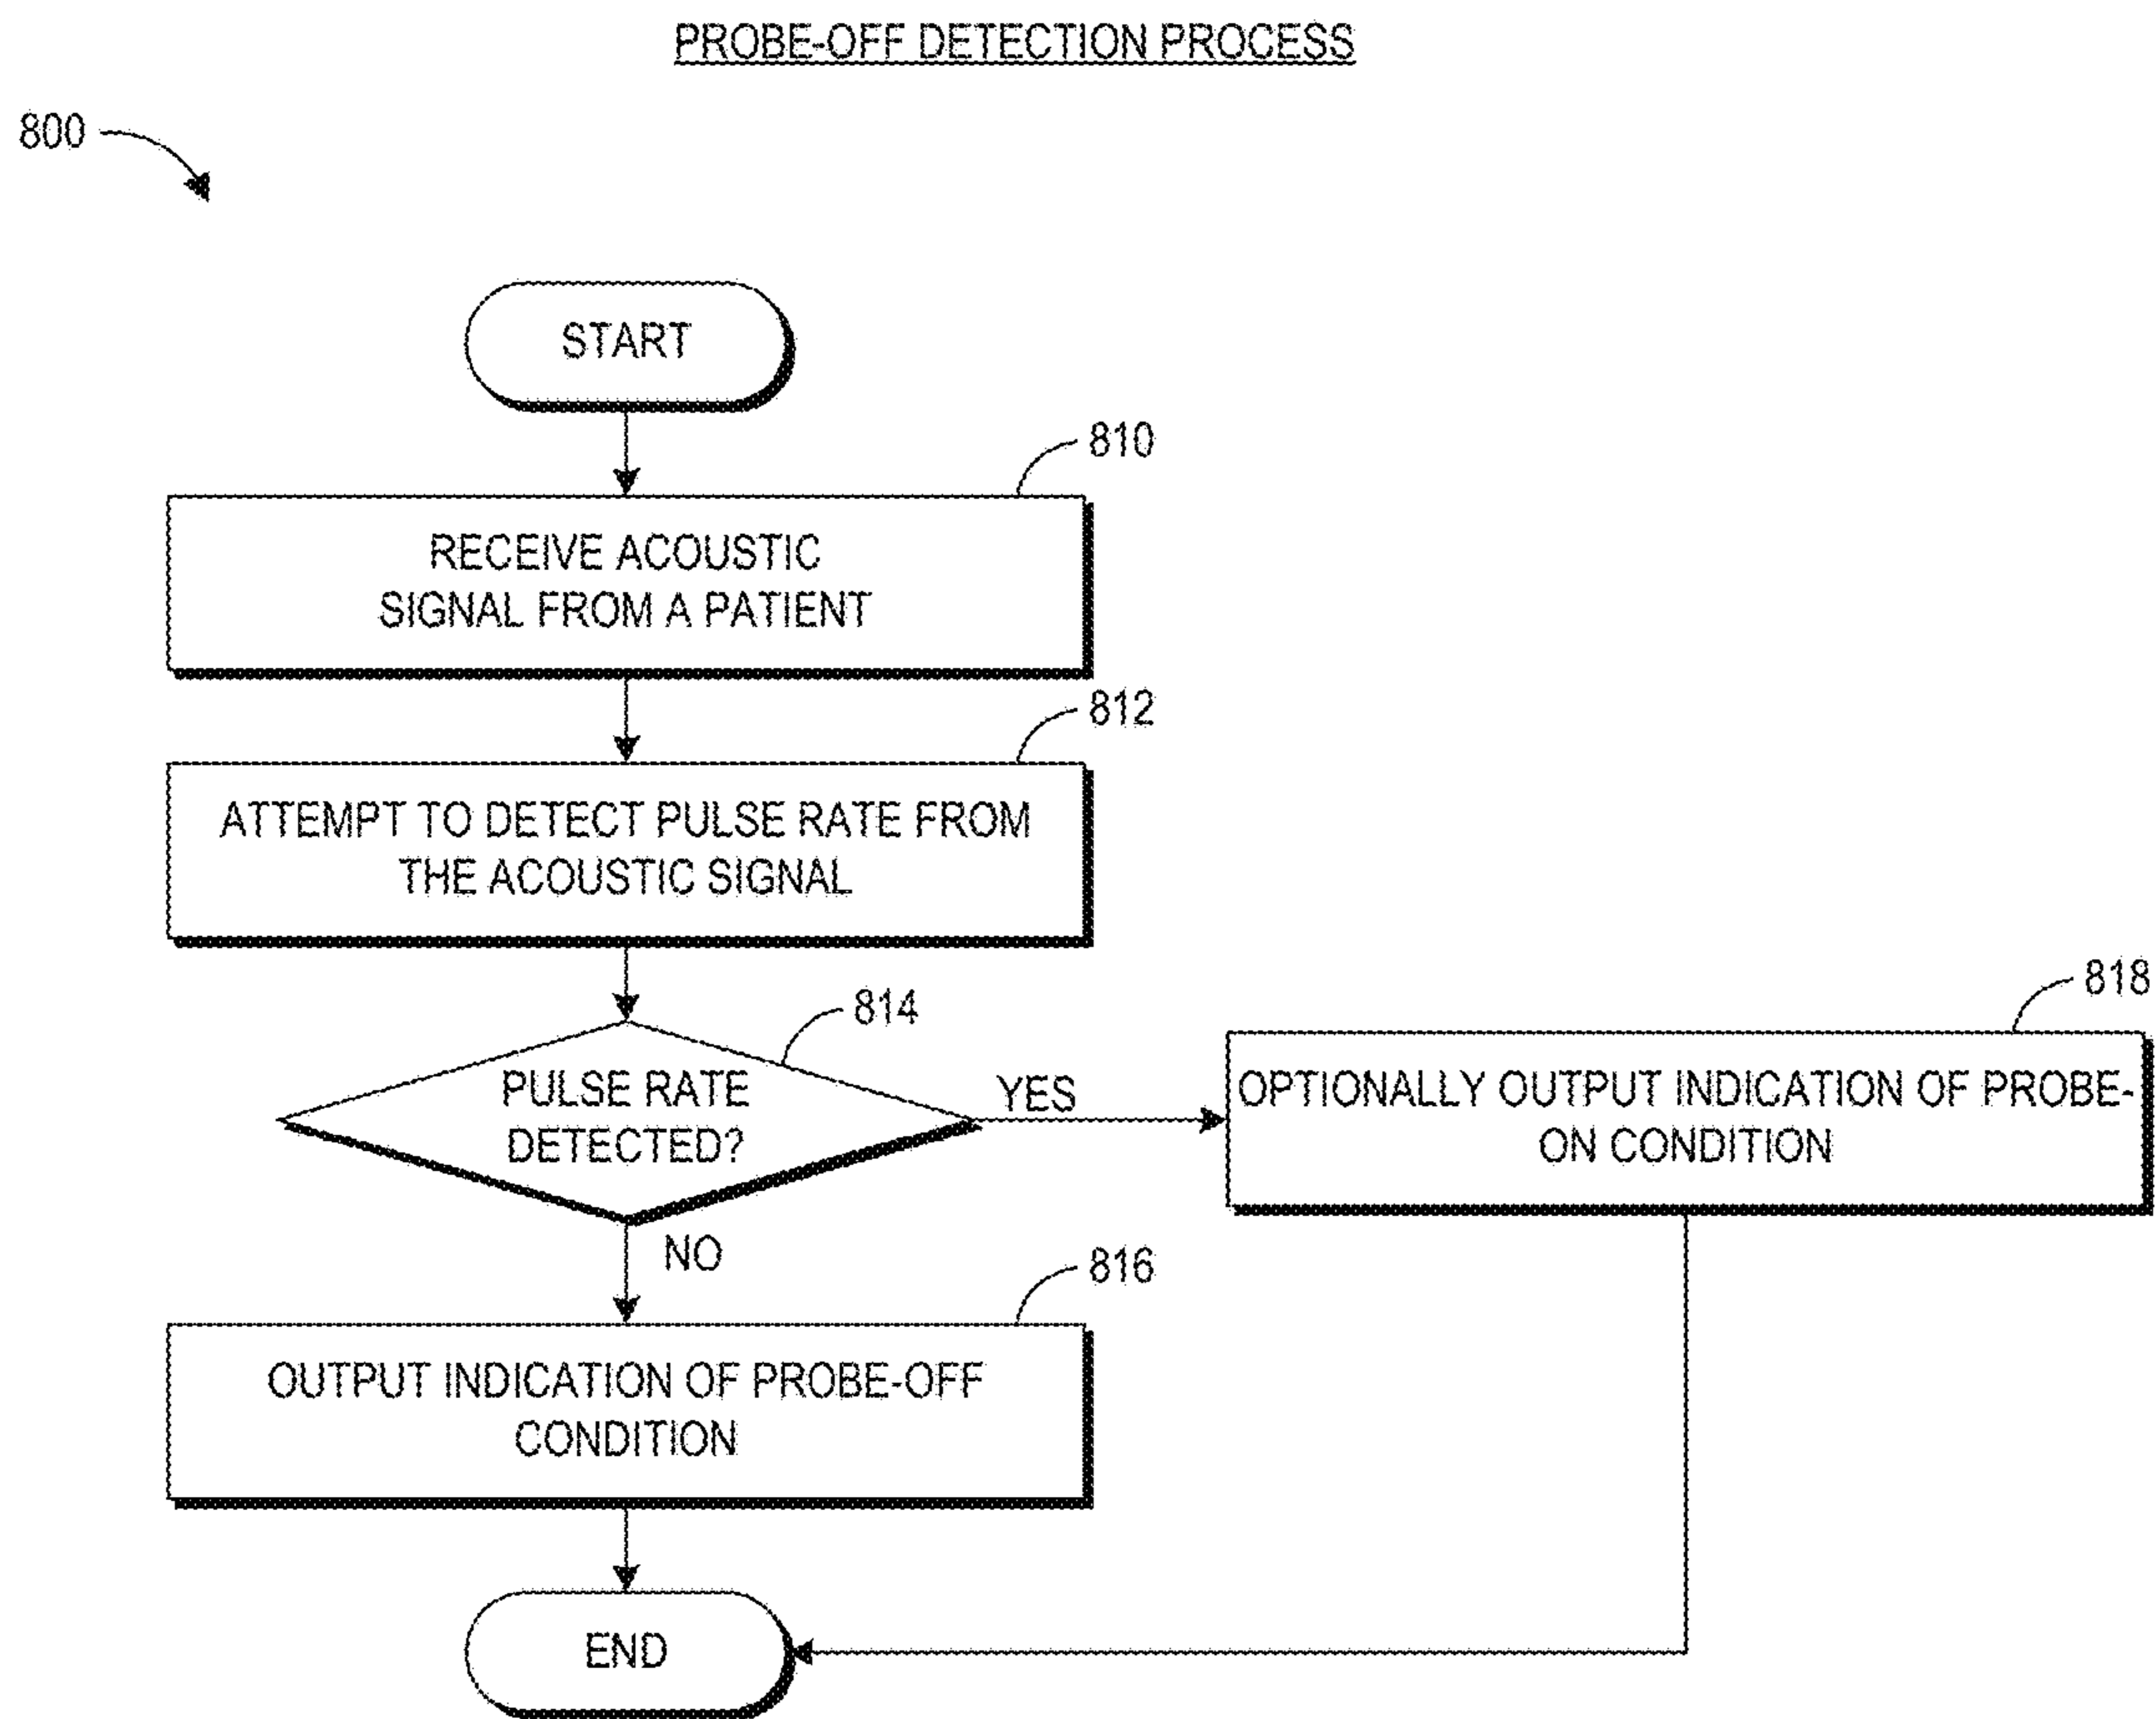 PROBE-OFF DETECTION PROCESS
800
START
810
RECEIVE ACOUSTIC
SIGNAL FROM A PATIENT
812
ATTEMPT TO DETECT PULSE RATE FROM
THE ACOUSTIC SIGNAL
814
PULSE RATE
DETECTED?
YES
818
OPTIONALLY OUTPUT INDICATION OF PROBE-
ON CONDITION
NO
816
OUTPUT INDICATION OF PROBE-OFF
CONDITION
END